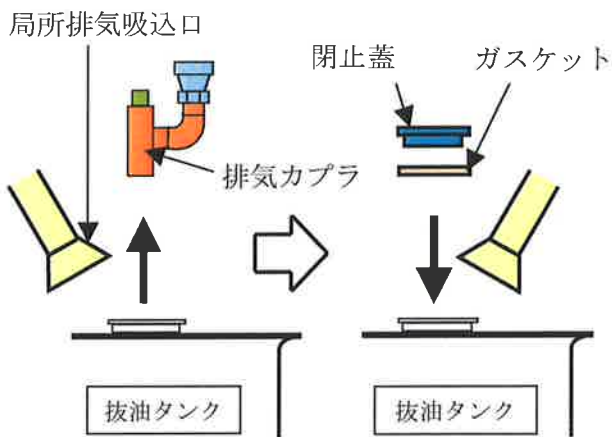 局所排気吸込口
閉止蓋
ガスケット
排気カプラ
抜油タンク
抜油タンク